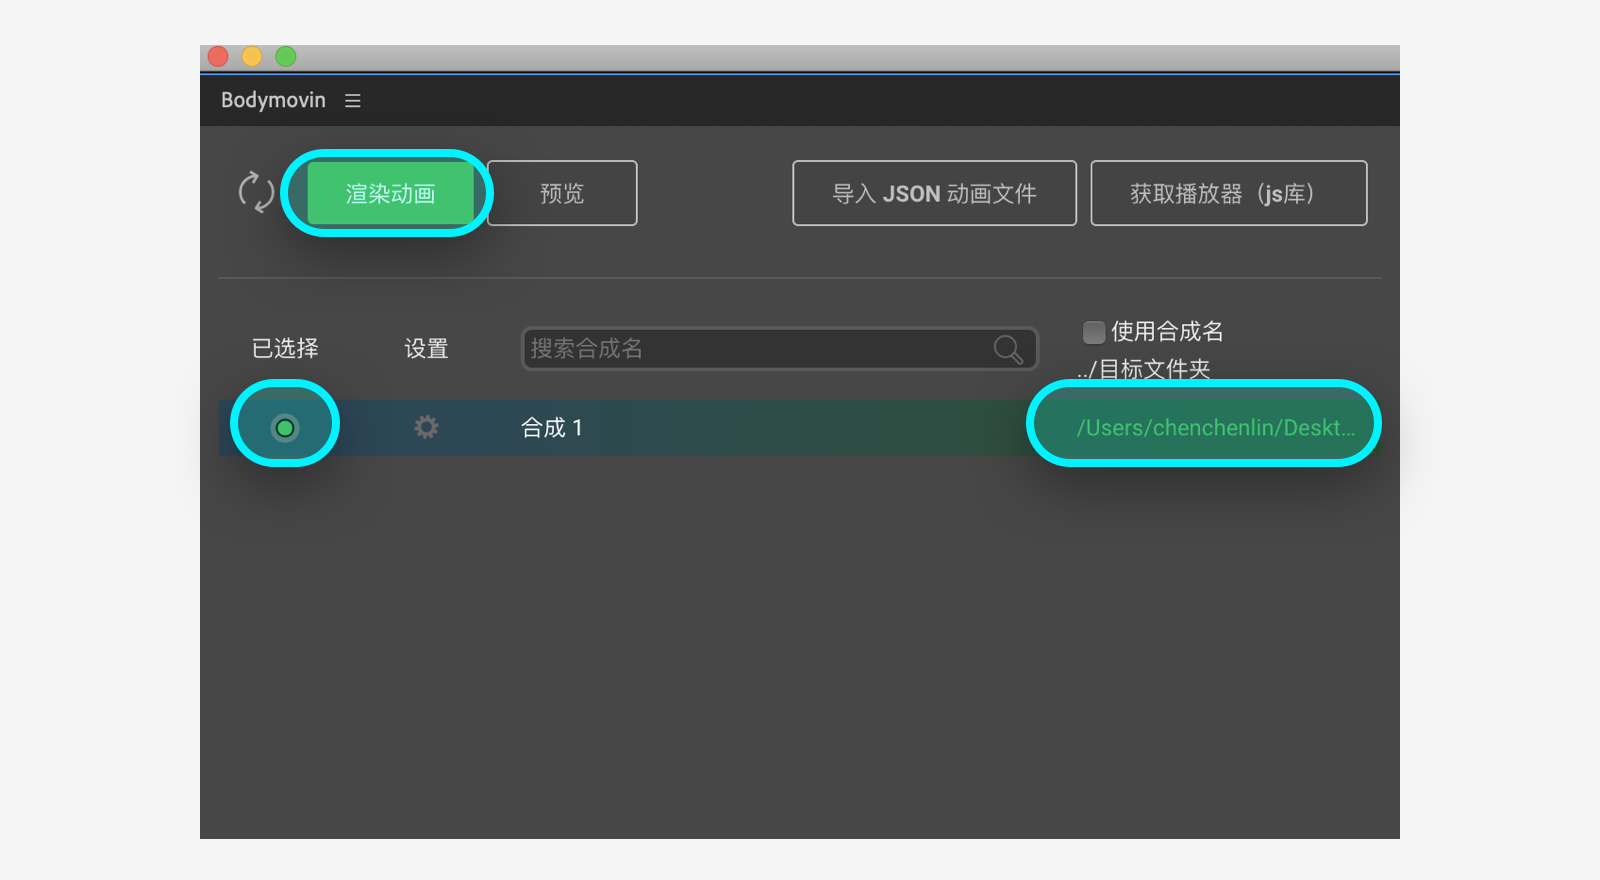 Bodymovin
渲染动画
预览
导入 JSON 动画文件
获取播放器（js库）
已选择
设置
搜索合成名
使用合成名
../目标文件夹
合成 1
/Users/chenchenlin/Deskt...